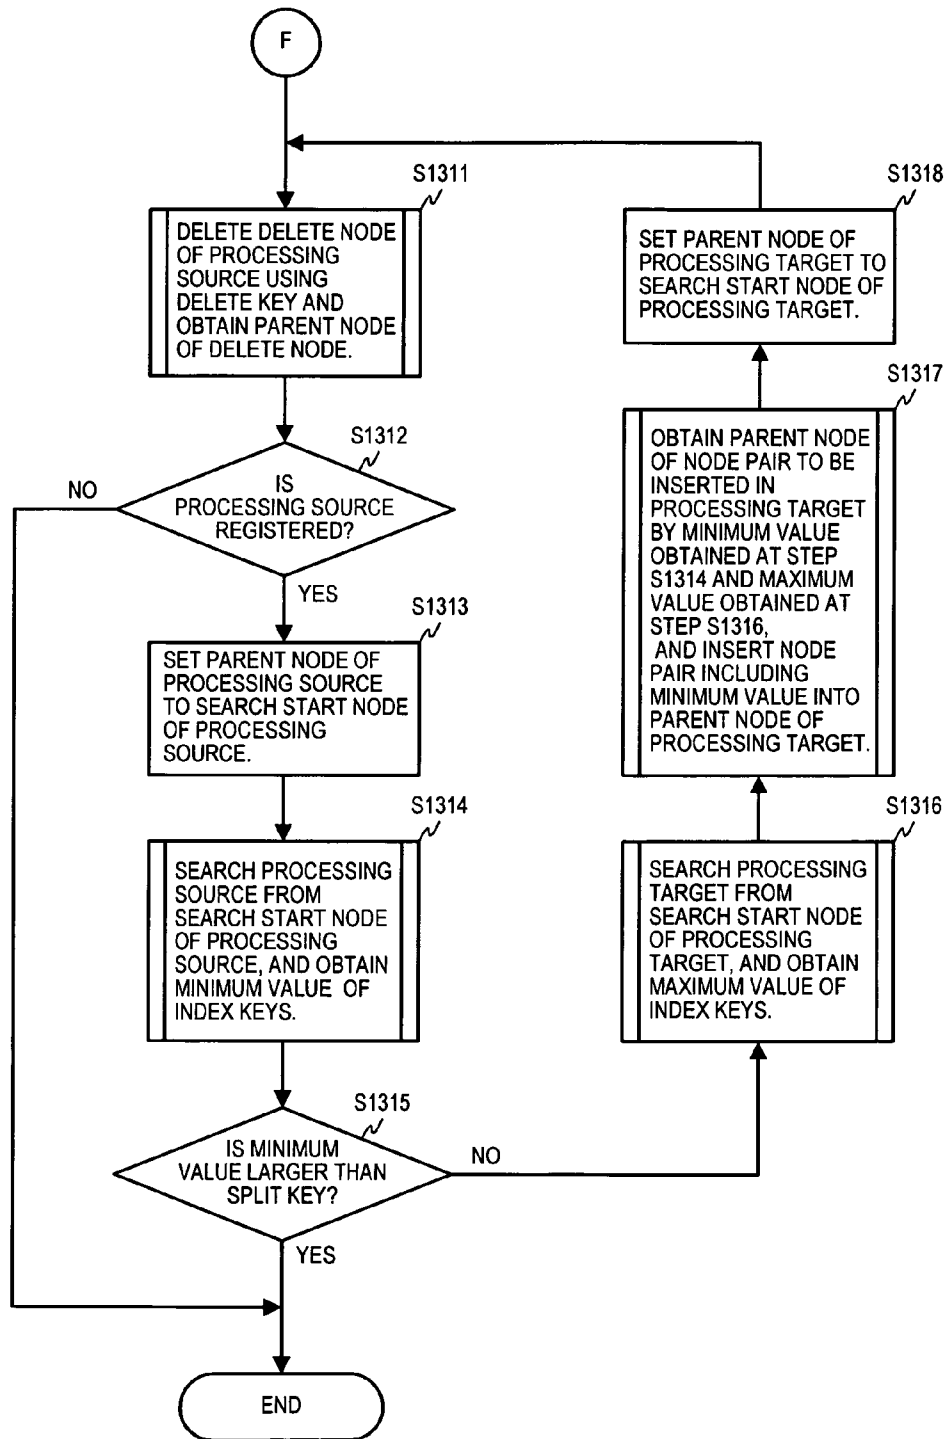 F
S1311
DELETE DELETE NODE
OF PROCESSING
SOURCE USING
DELETE KEY AND
OBTAIN PARENT NODE
OF DELETE NODE.
S1312
NO
IS
PROCESSING SOURCE
REGISTERED?
YES
S1313
SET PARENT NODE OF
PROCESSING SOURCE
TO SEARCH START NODE
OF PROCESSING
SOURCE.
S1314
SEARCH PROCESSING
SOURCE FROM
SEARCH START NODE
OF PROCESSING
SOURCE, AND OBTAIN
MINIMUM VALUE OF
INDEX KEYS.
S1315
IS MINIMUM
VALUE LARGER THAN
SPLIT KEY?
NO
YES
END
S1318
SET PARENT NODE OF
PROCESSING TARGET TO
SEARCH START NODE OF
PROCESSING TARGET.
S1317
OBTAIN PARENT NODE
OF NODE PAIR TO BE
INSERTED IN
PROCESSING TARGET
BY MINIMUM VALUE
OBTAINED AT STEP
S1314 AND MAXIMUM
VALUE OBTAINED AT
STEP S1316,
AND INSERT NODE
PAIR INCLUDING
MINIMUM VALUE INTO
PARENT NODE OF
PROCESSING TARGET.
S1316
SEARCH PROCESSING
TARGET FROM
SEARCH START NODE
OF PROCESSING
TARGET, AND OBTAIN
MAXIMUM VALUE OF
INDEX KEYS.